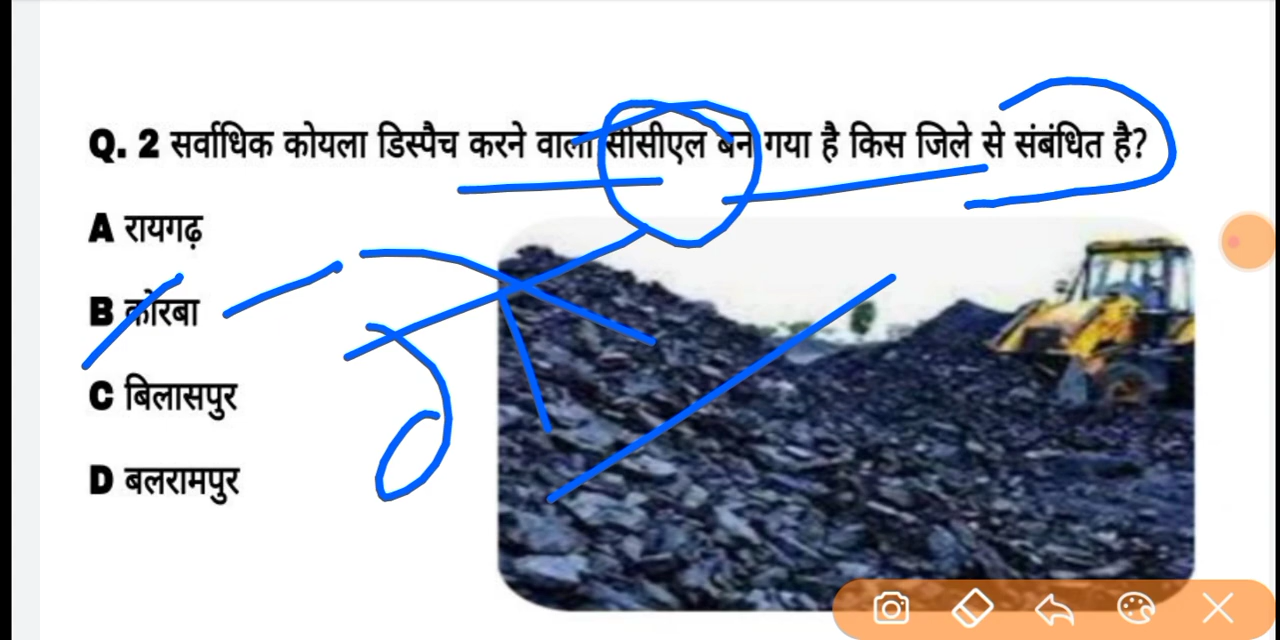 Q. 2 सर्वाधिक कोयला डिस्पैच करने वाला सीसीएल बन गया है किस जिले से संबंधित है?
A रायगढ़
B कोरबा
C बिलासपुर
D बलरामपुर